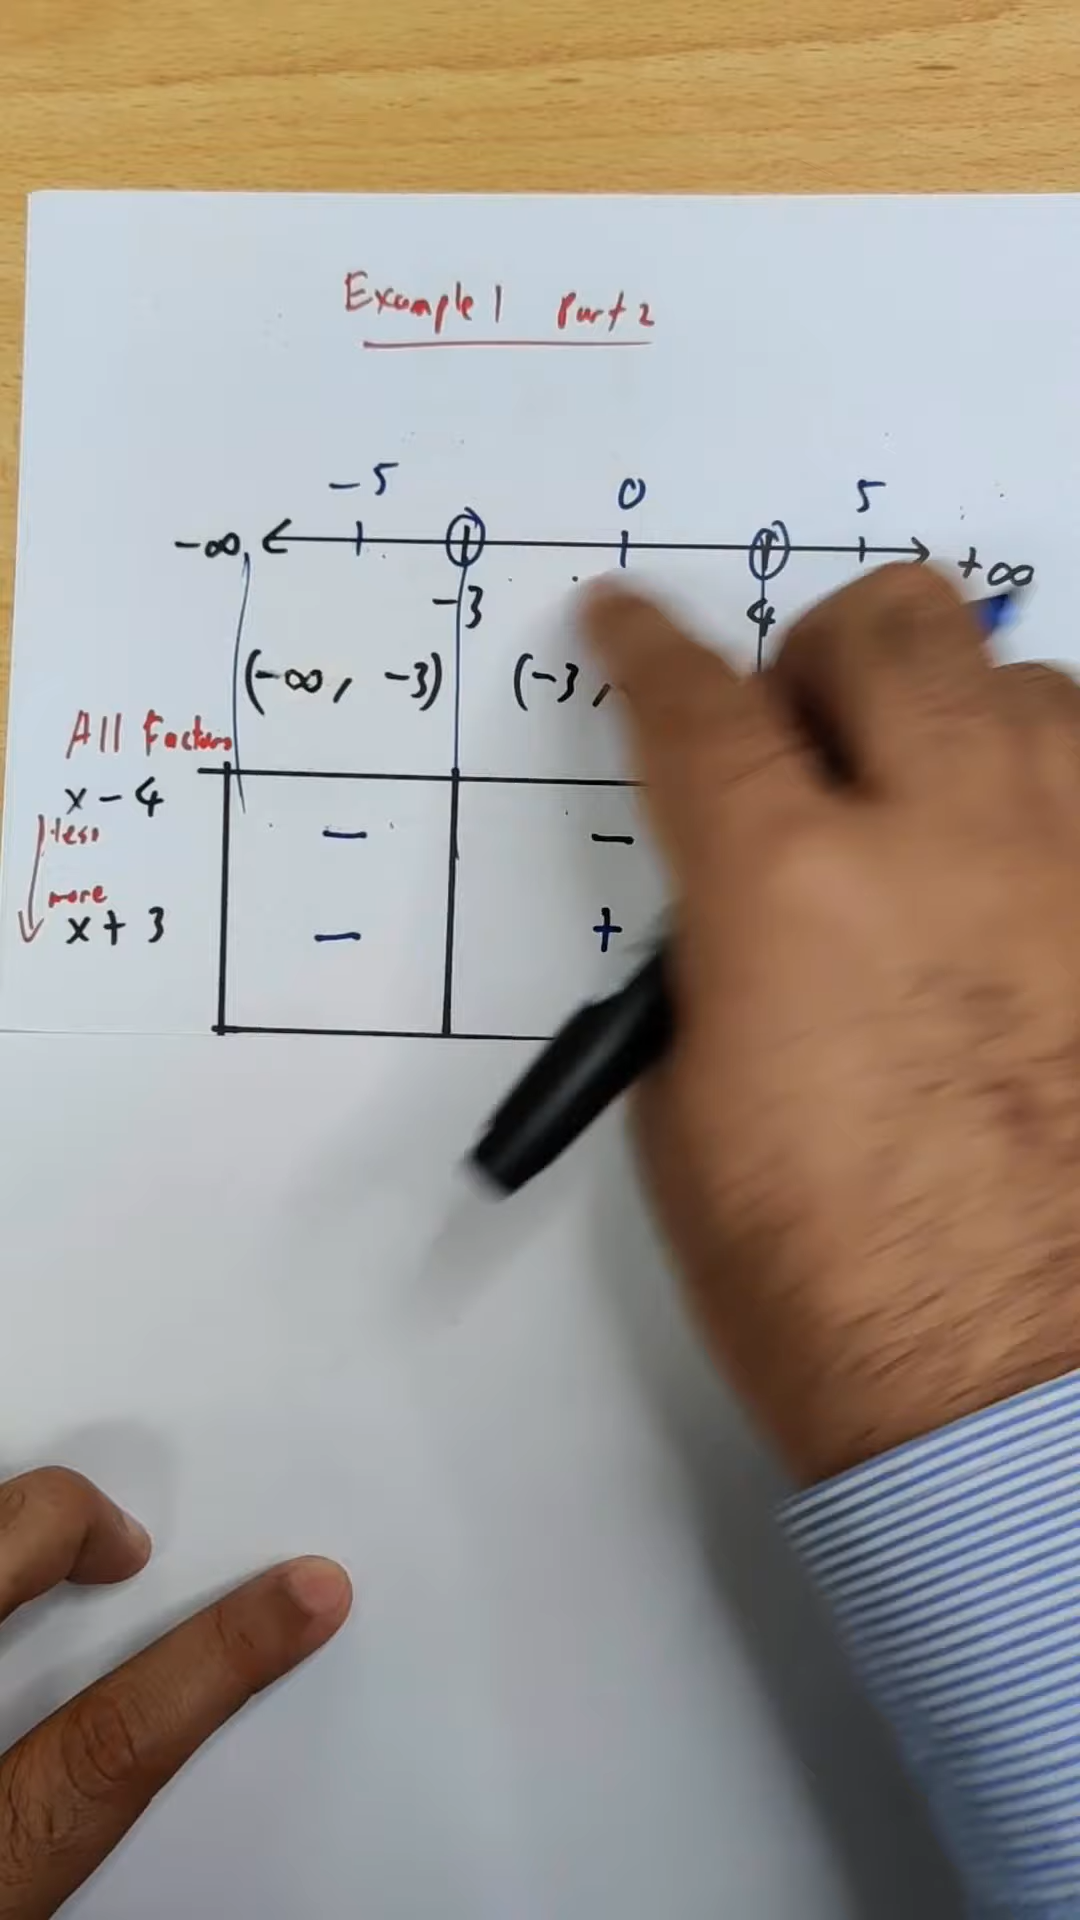 Example 1 Part 2
-5 0 5
-∞ +∞
-3 4
(-∞, -3) (-3,
All Factors
x - 4 - -
less
more
x + 3 - +